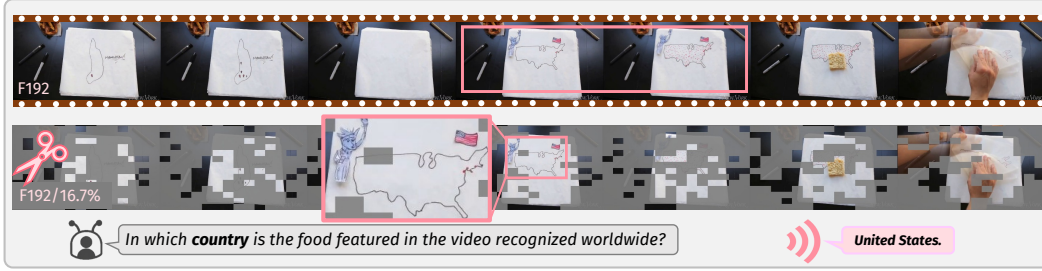 F192
F192/16.7%
In which country is the food featured in the video recognized worldwide?
United States.